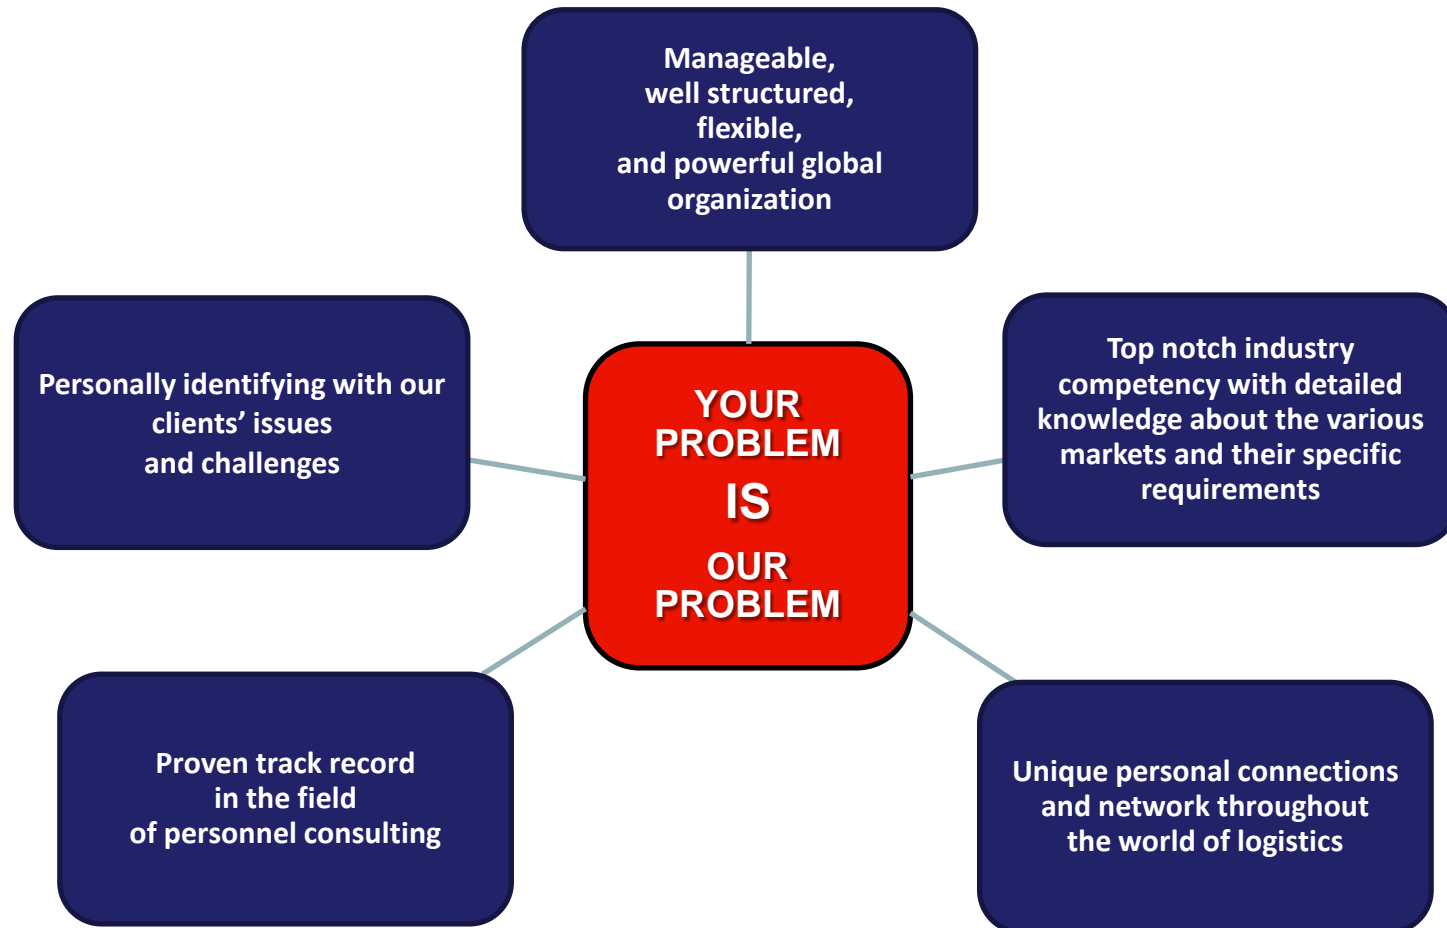 Manageable,
well structured,
flexible,
and powerful global
organization
Personally identifying with our
clients’ issues
and challenges
YOUR
PROBLEM
IS
OUR
PROBLEM
Top notch industry
competency with detailed
knowledge about the various
markets and their specific
requirements
Proven track record
in the field
of personnel consulting
Unique personal connections
and network throughout
the world of logistics